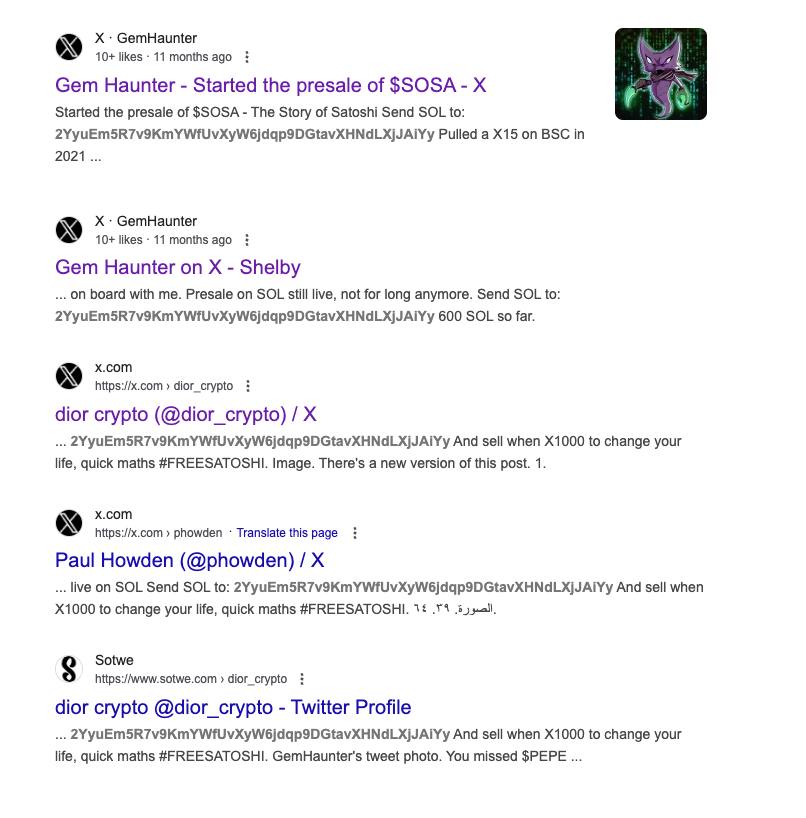 X · GemHaunter
10+ likes · 11 months ago
Gem Haunter - Started the presale of $SOSA - X
Started the presale of $SOSA - The Story of Satoshi Send SOL to:
2YyuEm5R7v9KmYWfUvXyW6jdqp9DGtavXHNdLXjJAiYy Pulled a X15 on BSC in
2021 ...
X · GemHaunter
10+ likes · 11 months ago
Gem Haunter on X - Shelby
... on board with me. Presale on SOL still live, not for long anymore. Send SOL to:
2YyuEm5R7v9KmYWfUvXyW6jdqp9DGtavXHNdLXjJAiYy 600 SOL so far.
x.com
https://x.com › dior_crypto
dior crypto (@dior_crypto) / X
... 2YyuEm5R7v9KmYWfUvXyW6jdqp9DGtavXHNdLXjJAiYy And sell when X1000 to change your
life, quick maths #FREESATOSHI. Image. There's a new version of this post. 1.
x.com
https://x.com › phowden · Translate this page
Paul Howden (@phowden) / X
... live on SOL Send SOL to: 2YyuEm5R7v9KmYWfUvXyW6jdqp9DGtavXHNdLXjJAiYy And sell when
X1000 to change your life, quick maths #FREESATOSHI. الصورة. ٣٩. ٦٤.
Sotwe
https://www.sotwe.com › dior_crypto
dior crypto @dior_crypto - Twitter Profile
... 2YyuEm5R7v9KmYWfUvXyW6jdqp9DGtavXHNdLXjJAiYy And sell when X1000 to change your
life, quick maths #FREESATOSHI. GemHaunter's tweet photo. You missed $PEPE ...